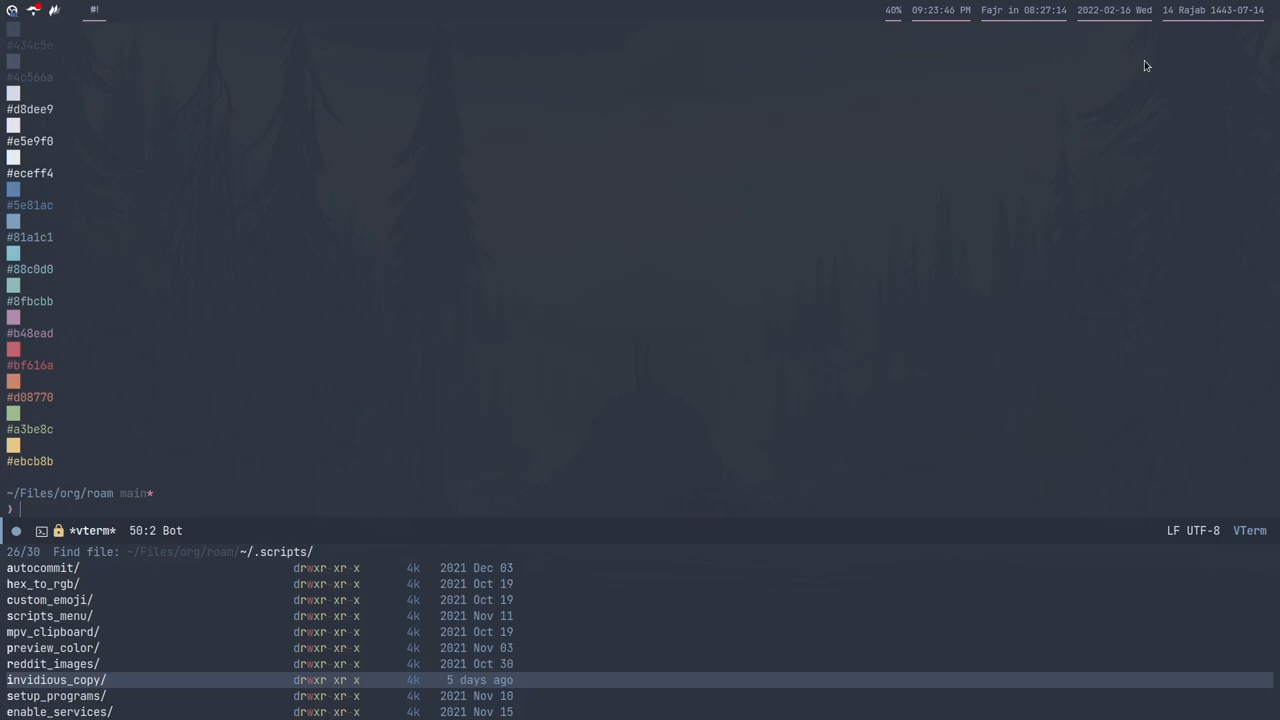 #!
40% 09:23:46 PM Fajr in 08:27:14 2022-02-16 Wed 14 Rajab 1443-07-14
#434c5e
#4c566a
#d8dee9
#e5e9f0
#eceff4
#5e81ac
#81a1c1
#88c0d0
#8fbcbb
#b48ead
#bf616a
#d08770
#a3be8c
#ebcb8b
~/Files/org/roam main*
❯
*vterm* 50:2 Bot LF UTF-8 VTerm
26/30 Find file: ~/Files/org/roam/~/.scripts/
autocommit/ drwxr-xr-x 4k 2021 Dec 03
hex_to_rgb/ drwxr-xr-x 4k 2021 Oct 19
custom_emoji/ drwxr-xr-x 4k 2021 Oct 19
scripts_menu/ drwxr-xr-x 4k 2021 Nov 11
mpv_clipboard/ drwxr-xr-x 4k 2021 Oct 19
preview_color/ drwxr-xr-x 4k 2021 Nov 03
reddit_images/ drwxr-xr-x 4k 2021 Oct 30
invidious_copy/ drwxr-xr-x 4k 5 days ago
setup_programs/ drwxr-xr-x 4k 2021 Nov 10
enable_services/ drwxr-xr-x 4k 2021 Nov 15